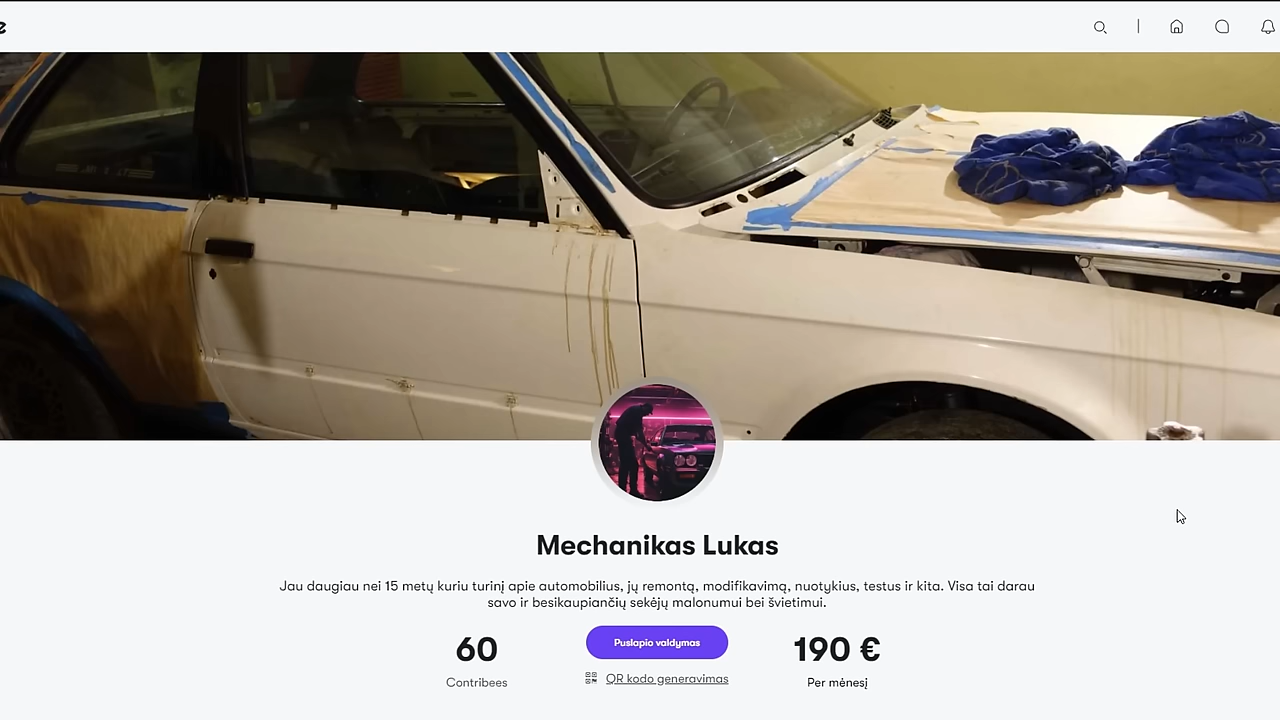 Mechanikas Lukas
Jau daugiau nei 15 metų kuriu turinį apie automobilius, jų remontą, modifikavimą, nuotykius, testus ir kita. Visa tai darau
savo ir besikaupiančių sekėjų malonumui bei švietimui.
60
Contribees
Puslapio valdymas
QR kodo generavimas
190 €
Per mėnesį